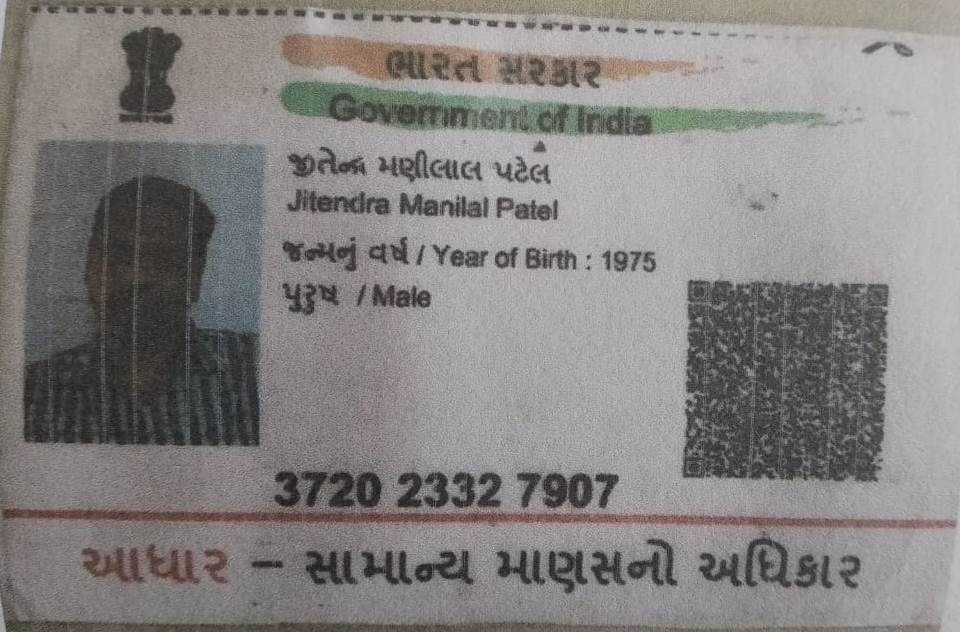 ભારત સરકાર
Government of India
જીતેન્દ્ર મણીલાલ પટેલ
Jitendra Manilal Patel
જન્મનું વર્ષ / Year of Birth : 1975
પુરુષ / Male
3720 2332 7907
આધાર – સામાન્ય માણસનો અધિકાર